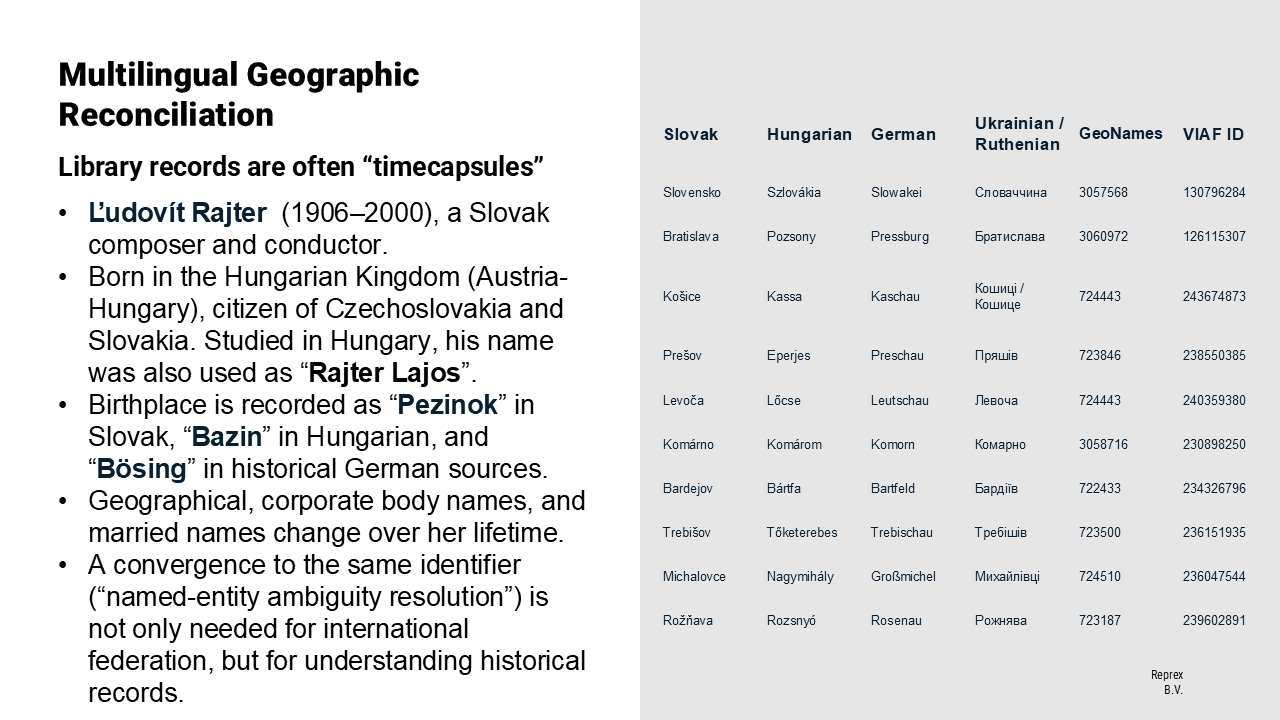 Multilingual Geographic
Reconciliation
Library records are often “timecapsules”
• Ľudovít Rajter (1906–2000), a Slovak
composer and conductor.
• Born in the Hungarian Kingdom (Austria-
Hungary), citizen of Czechoslovakia and
Slovakia. Studied in Hungary, his name
was also used as “Rajter Lajos”.
• Birthplace is recorded as “Pezinok” in
Slovak, “Bazin” in Hungarian, and
“Bösing” in historical German sources.
• Geographical, corporate body names, and
married names change over her lifetime.
• A convergence to the same identifier
(“named-entity ambiguity resolution”) is
not only needed for international
federation, but for understanding historical
records.
Slovak Hungarian German Ukrainian / Ruthenian GeoNames VIAF ID
Slovensko Szlovákia Slowakei Словаччина 3057568 130796284
Bratislava Pozsony Pressburg Братислава 3060972 126115307
Košice Kassa Kaschau Кошиці / Кошице 724443 243674873
Prešov Eperjes Preschau Пряшів 723846 238550385
Levoča Lőcse Leutschau Левоча 724443 240359380
Komárno Komárom Komorn Комарно 3058716 230898250
Bardejov Bártfa Bartfeld Бардіїв 722433 234326796
Trebišov Tőketerebes Trebischau Требішів 723500 236151935
Michalovce Nagymihály Großmichel Михайлівці 724510 236047544
Rožňava Rozsnyó Rosenau Рожнява 723187 239602891
Reprex
B.V.